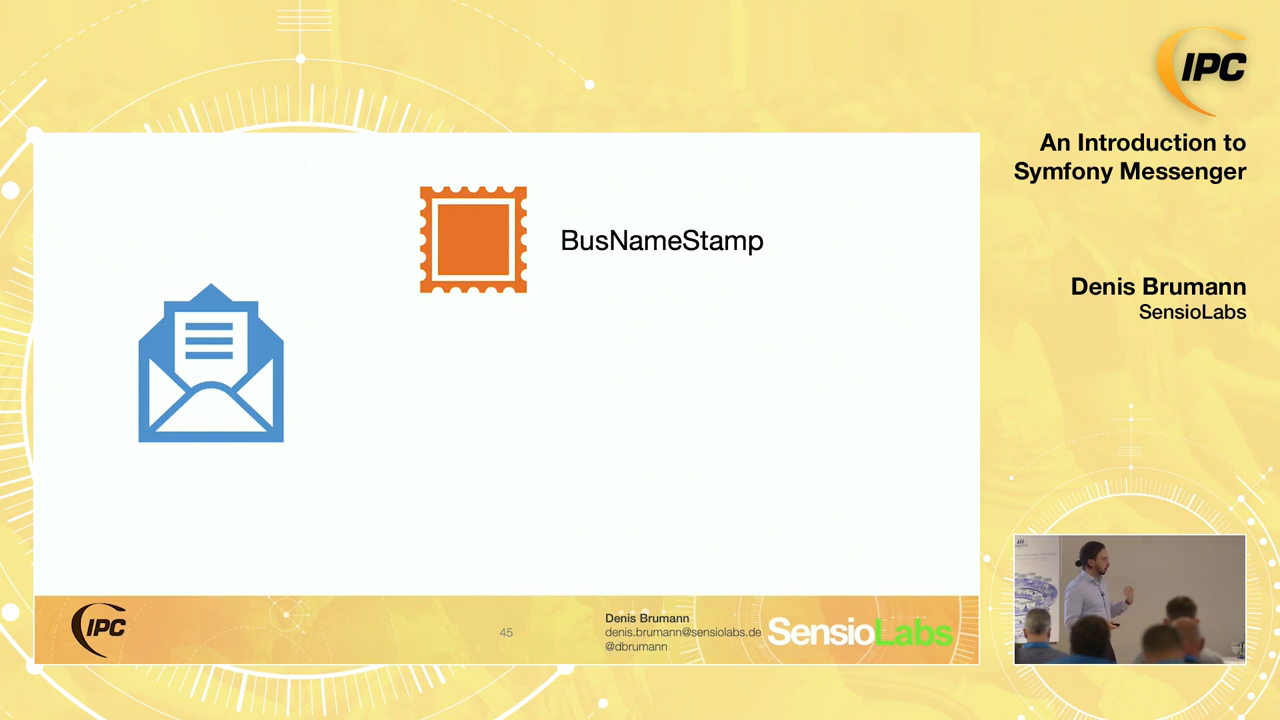 IPC
An Introduction to
Symfony Messenger
Denis Brumann
SensioLabs
BusNameStamp
IPC
45
Denis Brumann
denis.brumann@sensiolabs.de
@dbrumann
SensioLabs